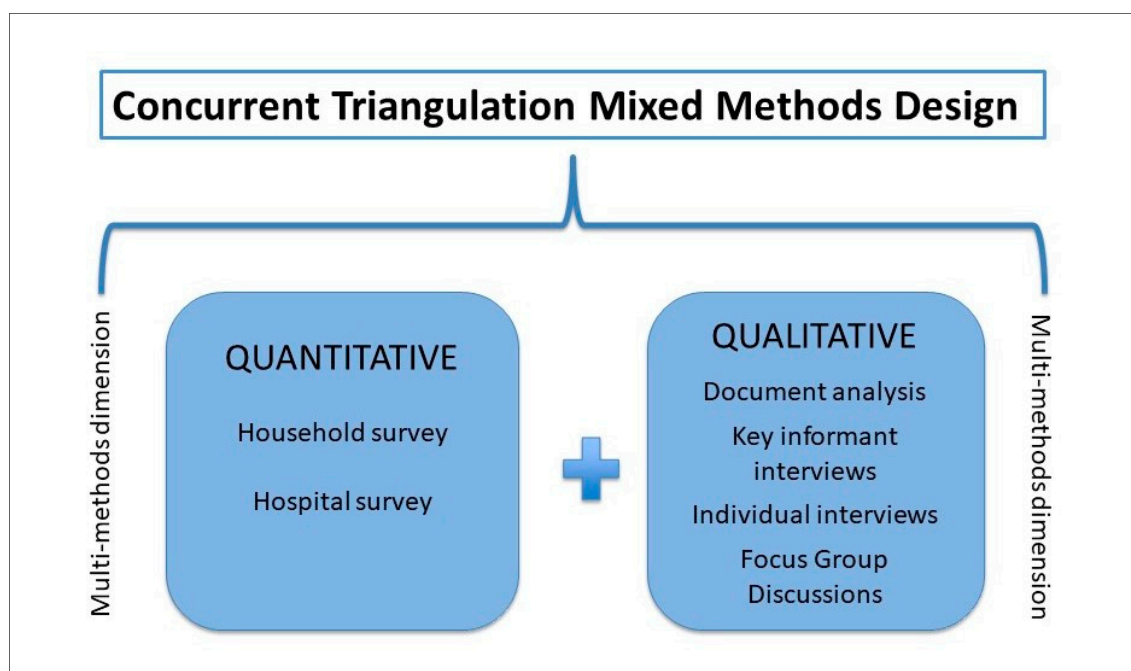 Concurrent Triangulation Mixed Methods Design
Multi-methods dimension
QUANTITATIVE
Household survey
Hospital survey
QUALITATIVE
Document analysis
Key informant
interviews
Individual interviews
Focus Group
Discussions
Multi-methods dimension